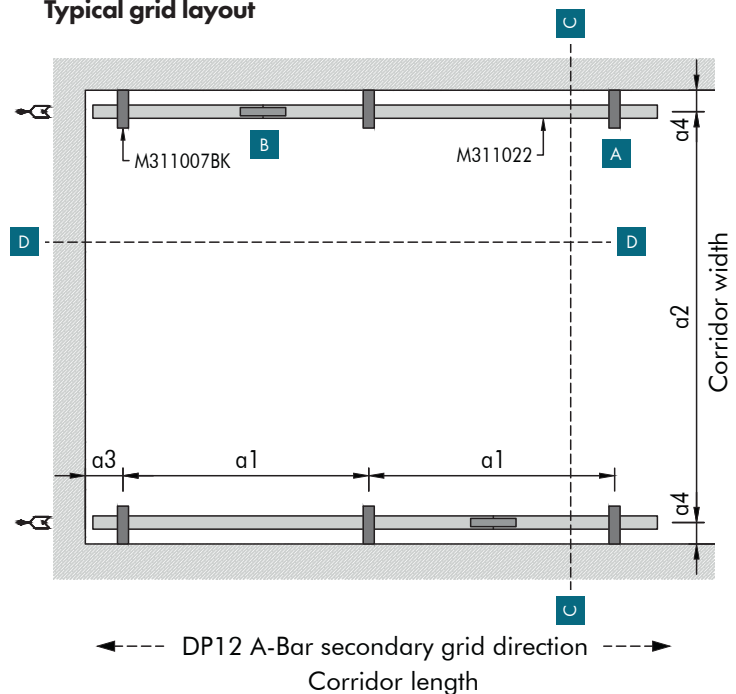 Typical grid layout
C
a4
M311007BK
B
M311022
A
D
D
a2
Corridor width
a3
a1
a1
a4
C
DP12 A-Bar secondary grid direction
Corridor length